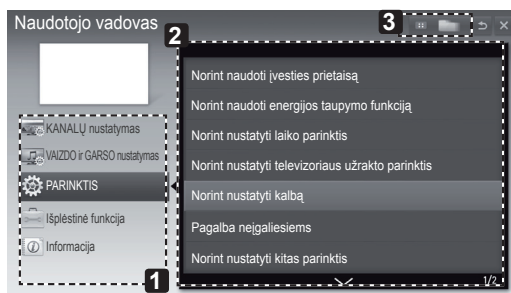 Naudotojo vadovas
2
3
KANALŲ nustatymas
VAIZDO ir GARSO nustatymas
PARINKTIS
Išplėstinė funkcija
Informacija
1
Norint naudoti įvesties prietaisą
Norint naudoti energijos taupymo funkciją
Norint nustatyti laiko parinktis
Norint nustatyti televizoriaus užrakto parinktis
Norint nustatyti kalbą
Pagalba neįgaliesiems
Norint nustatyti kitas parinktis
1/2